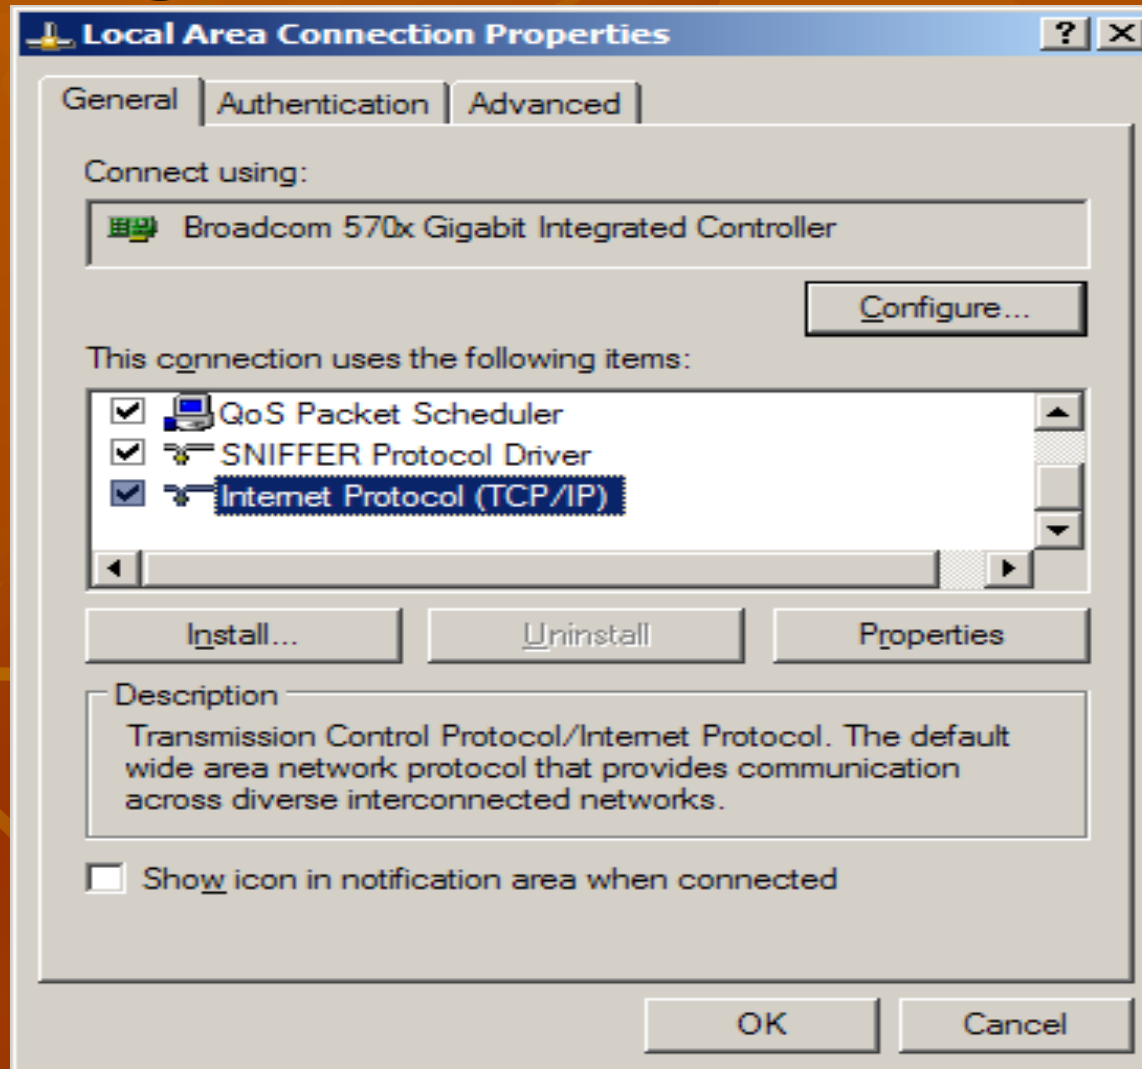 Local Area Connection Properties
General
Authentication
Advanced
Connect using:
Broadcom 570x Gigabit Integrated Controller
Configure...
This connection uses the following items:
QoS Packet Scheduler
SNIFFER Protocol Driver
Internet Protocol (TCP/IP)
Install...
Uninstall
Properties
Description
Transmission Control Protocol/Internet Protocol. The default
wide area network protocol that provides communication
across diverse interconnected networks.
Show icon in notification area when connected
OK
Cancel